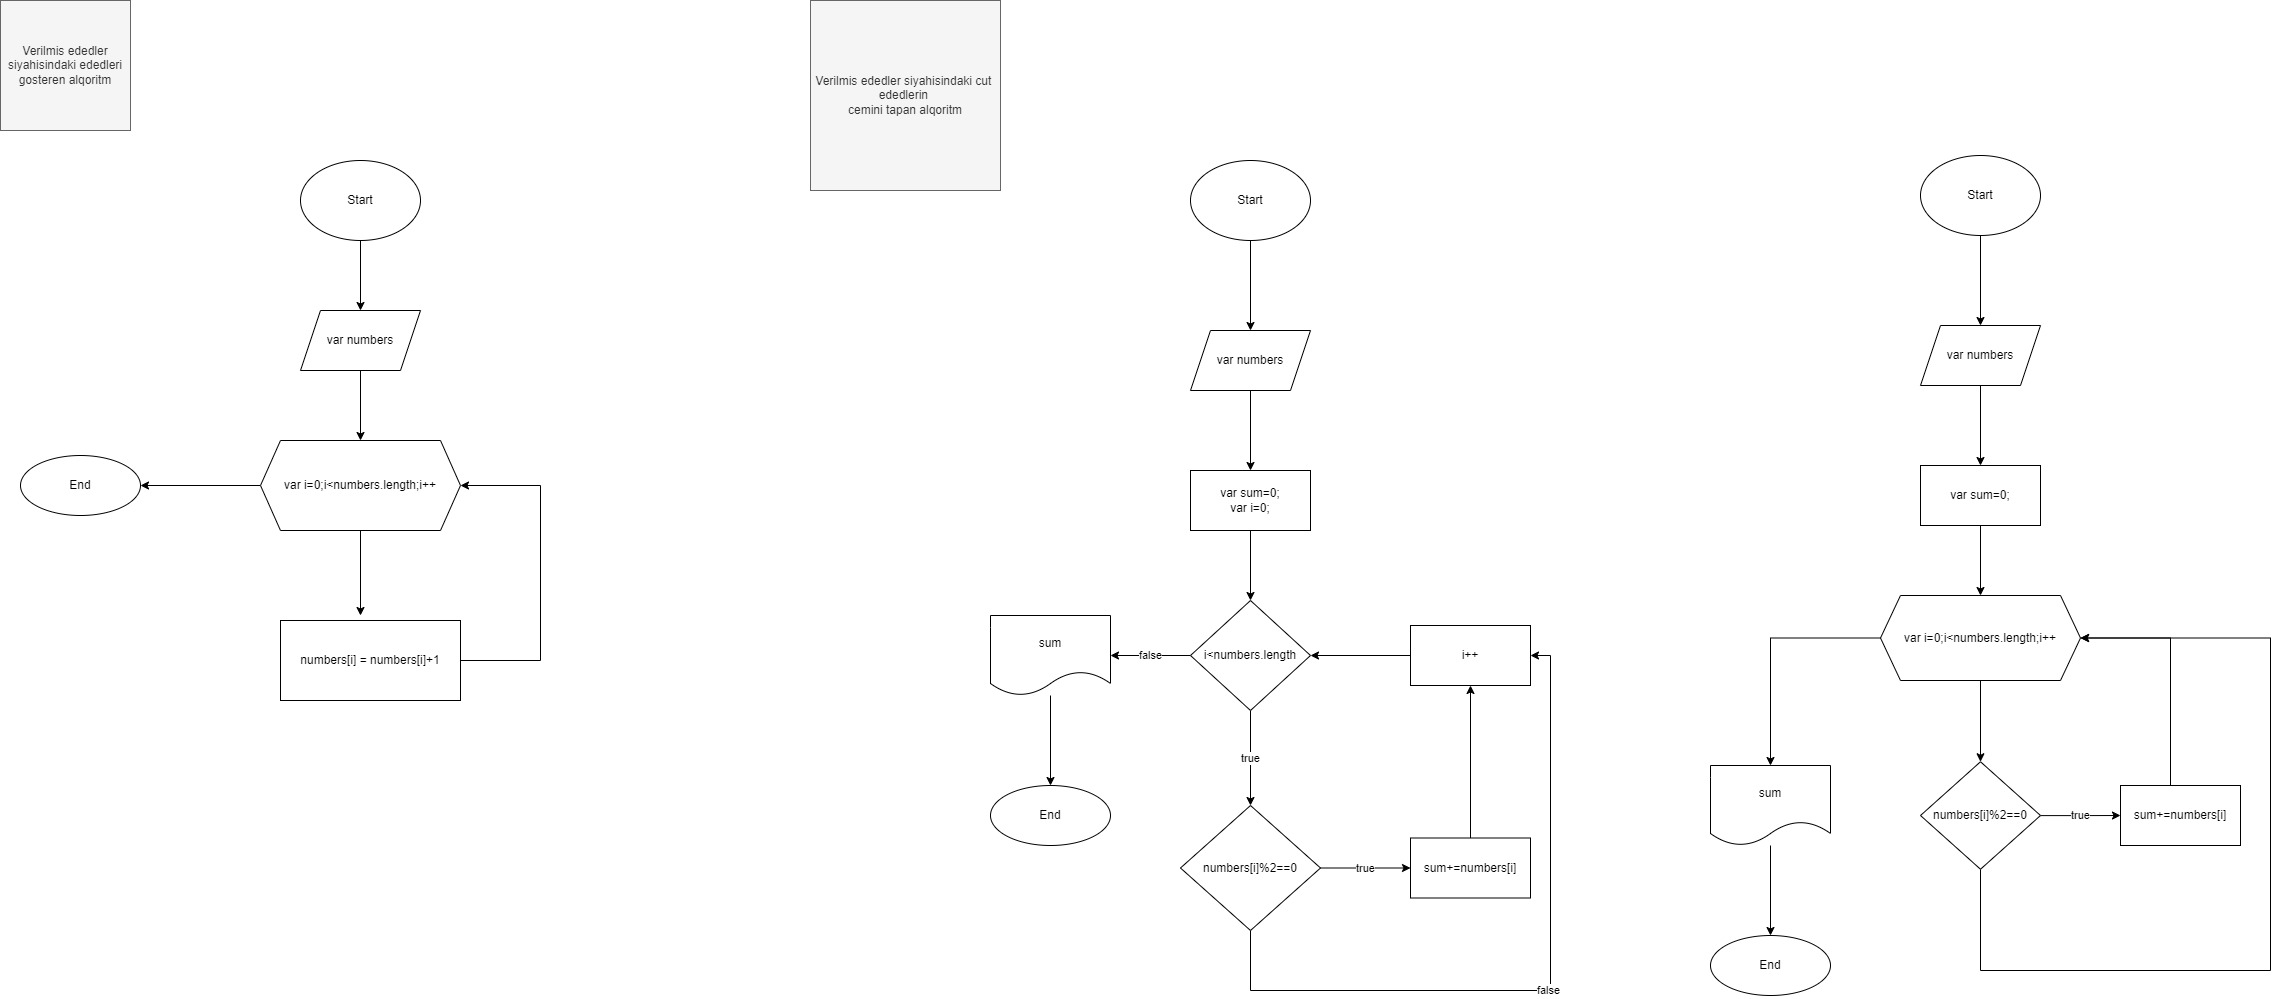 Verilmis ededler
siyahisindaki ededleri
gosteren alqoritm
Start
var numbers
var i=0;i<numbers.length;i++
End
numbers[i] = numbers[i]+1
Verilmis ededler siyahisindaki cut
ededlerin
cemini tapan alqoritm
Start
var numbers
var sum=0;
var i=0;
i<numbers.length
false
sum
End
i++
true
numbers[i]%2==0
true
sum+=numbers[i]
false
Start
var numbers
var sum=0;
var i=0;i<numbers.length;i++
sum
End
numbers[i]%2==0
true
sum+=numbers[i]